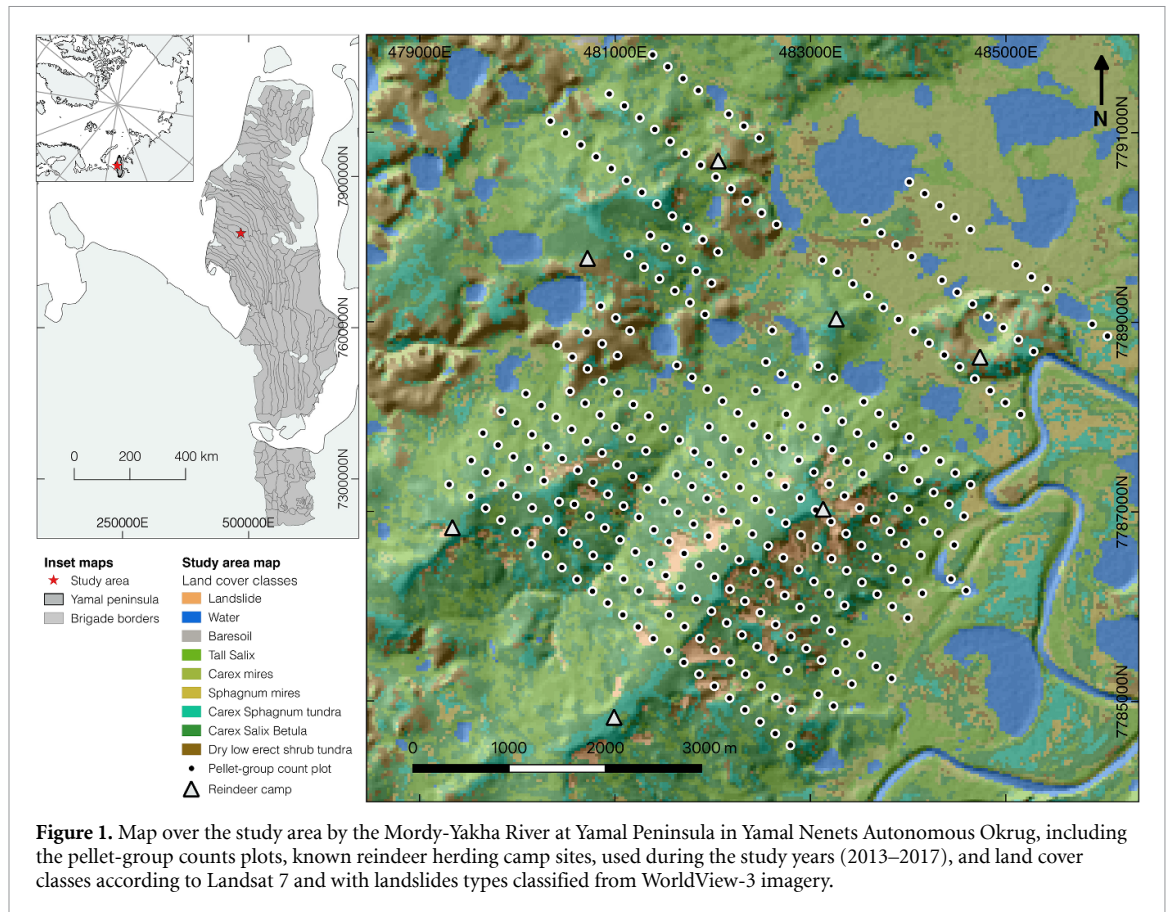 7900000N
7600000N
7300000N
0 200 400 km
250000E 500000E
479000E 481000E 483000E 485000E
N
7791000N
7789000N
7787000N
7785000N
0 1000 2000 3000 m
Inset maps
Study area
Yamal peninsula
Brigade borders
Study area map
Land cover classes
Landslide
Water
Baresoil
Tall Salix
Carex mires
Sphagnum mires
Carex Sphagnum tundra
Carex Salix Betula
Dry low erect shrub tundra
Pellet-group count plot
Reindeer camp
Figure 1. Map over the study area by the Mordy-Yakha River at Yamal Peninsula in Yamal Nenets Autonomous Okrug, including
the pellet-group counts plots, known reindeer herding camp sites, used during the study years (2013–2017), and land cover
classes according to Landsat 7 and with landslides types classified from WorldView-3 imagery.